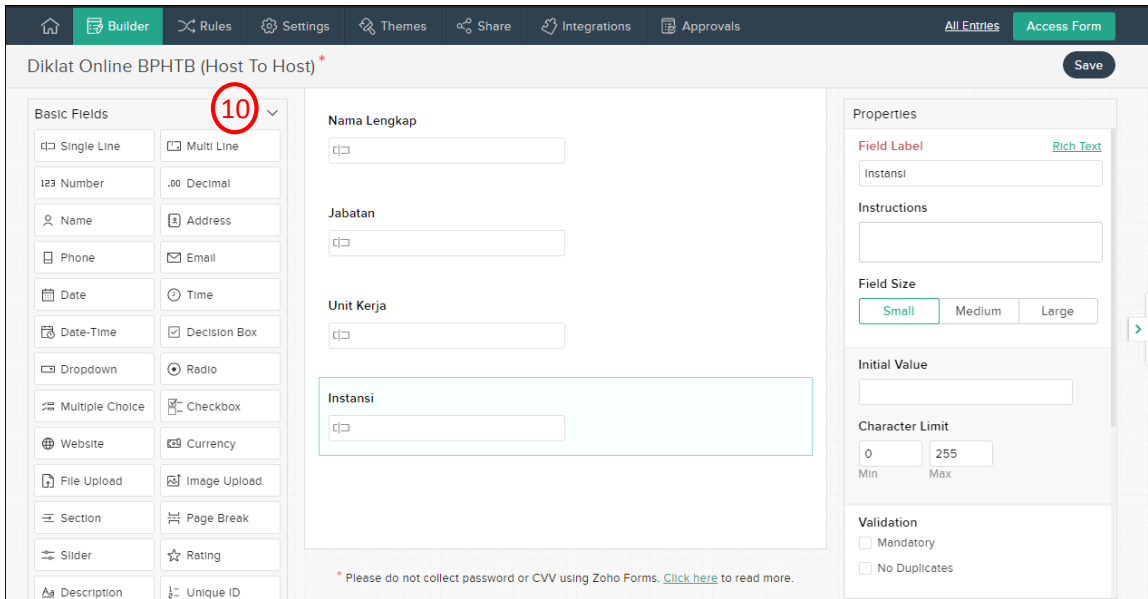 Builder Rules Settings Themes Share Integrations Approvals All Entries Access Form
Diklat Online BPHTB (Host To Host) * Save
Basic Fields 10
Single Line Multi Line
123 Number .00 Decimal
Name Address
Phone Email
Date Time
Date-Time Decision Box
Dropdown Radio
Multiple Choice Checkbox
Website Currency
File Upload Image Upload
Section Page Break
Slider Rating
Aa Description Unique ID
Nama Lengkap
Jabatan
Unit Kerja
Instansi
* Please do not collect password or CVV using Zoho Forms. Click here to read more.
Properties
Field Label Rich Text
Instansi
Instructions
Field Size
Small Medium Large
Initial Value
Character Limit
0 255
Min Max
Validation
Mandatory
No Duplicates